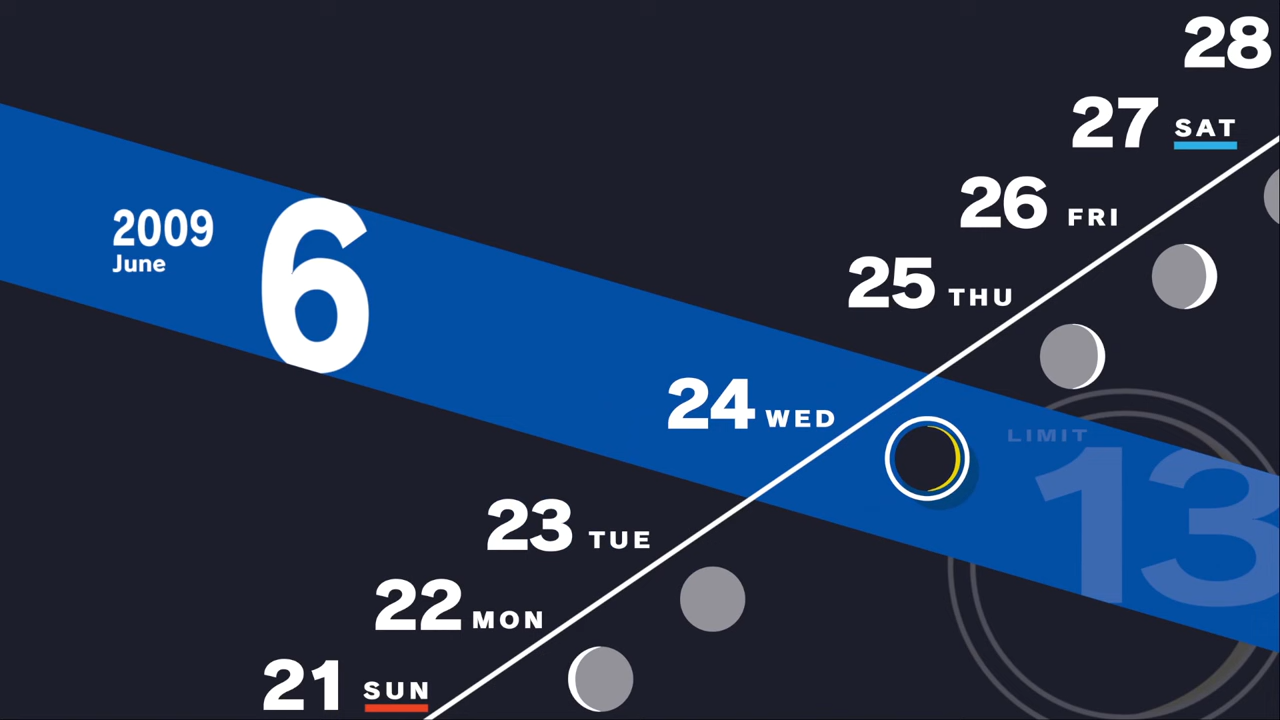 28
27 SAT
26 FRI
25 THU
24 WED
23 TUE
22 MON
21 SUN
2009
June
6
LIMIT
13